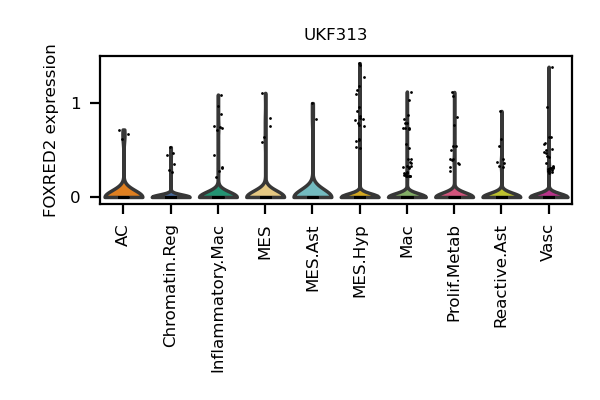 UKF313
FOXRED2 expression
1
0
AC
Chromatin.Reg
Inflammatory.Mac
MES
MES.Ast
MES.Hyp
Mac
Prolif.Metab
Reactive.Ast
Vasc